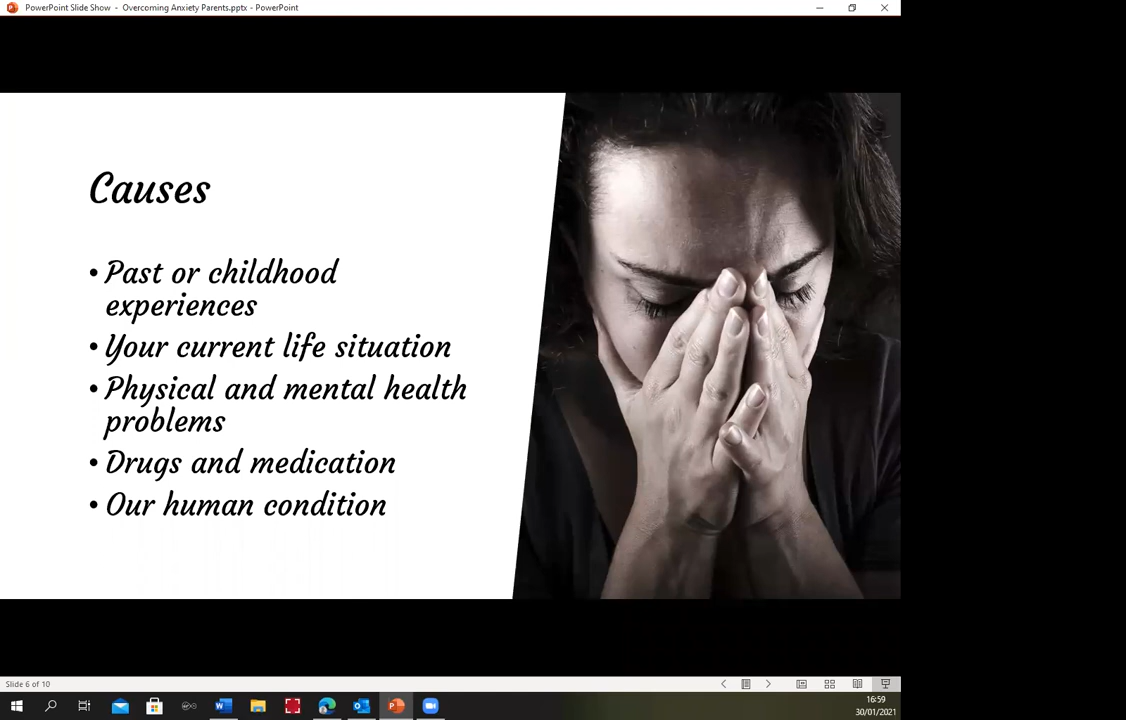 PowerPoint Slide Show - Overcoming Anxiety Parents.pptx - PowerPoint
Causes
• Past or childhood
experiences
• Your current life situation
• Physical and mental health
problems
• Drugs and medication
• Our human condition
Slide 6 of 10
16:59
30/01/2021